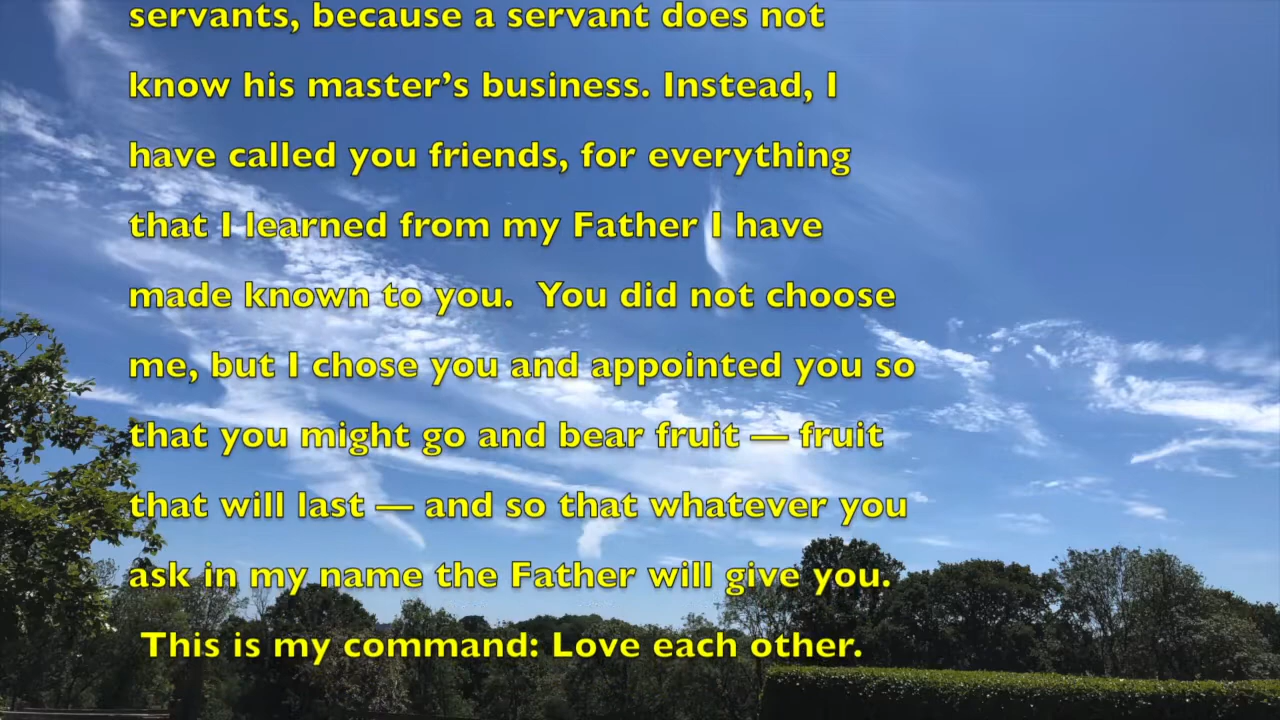 servants, because a servant does not
know his master’s business. Instead, I
have called you friends, for everything
that I learned from my Father I have
made known to you.  You did not choose
me, but I chose you and appointed you so
that you might go and bear fruit — fruit
that will last — and so that whatever you
ask in my name the Father will give you.
This is my command: Love each other.